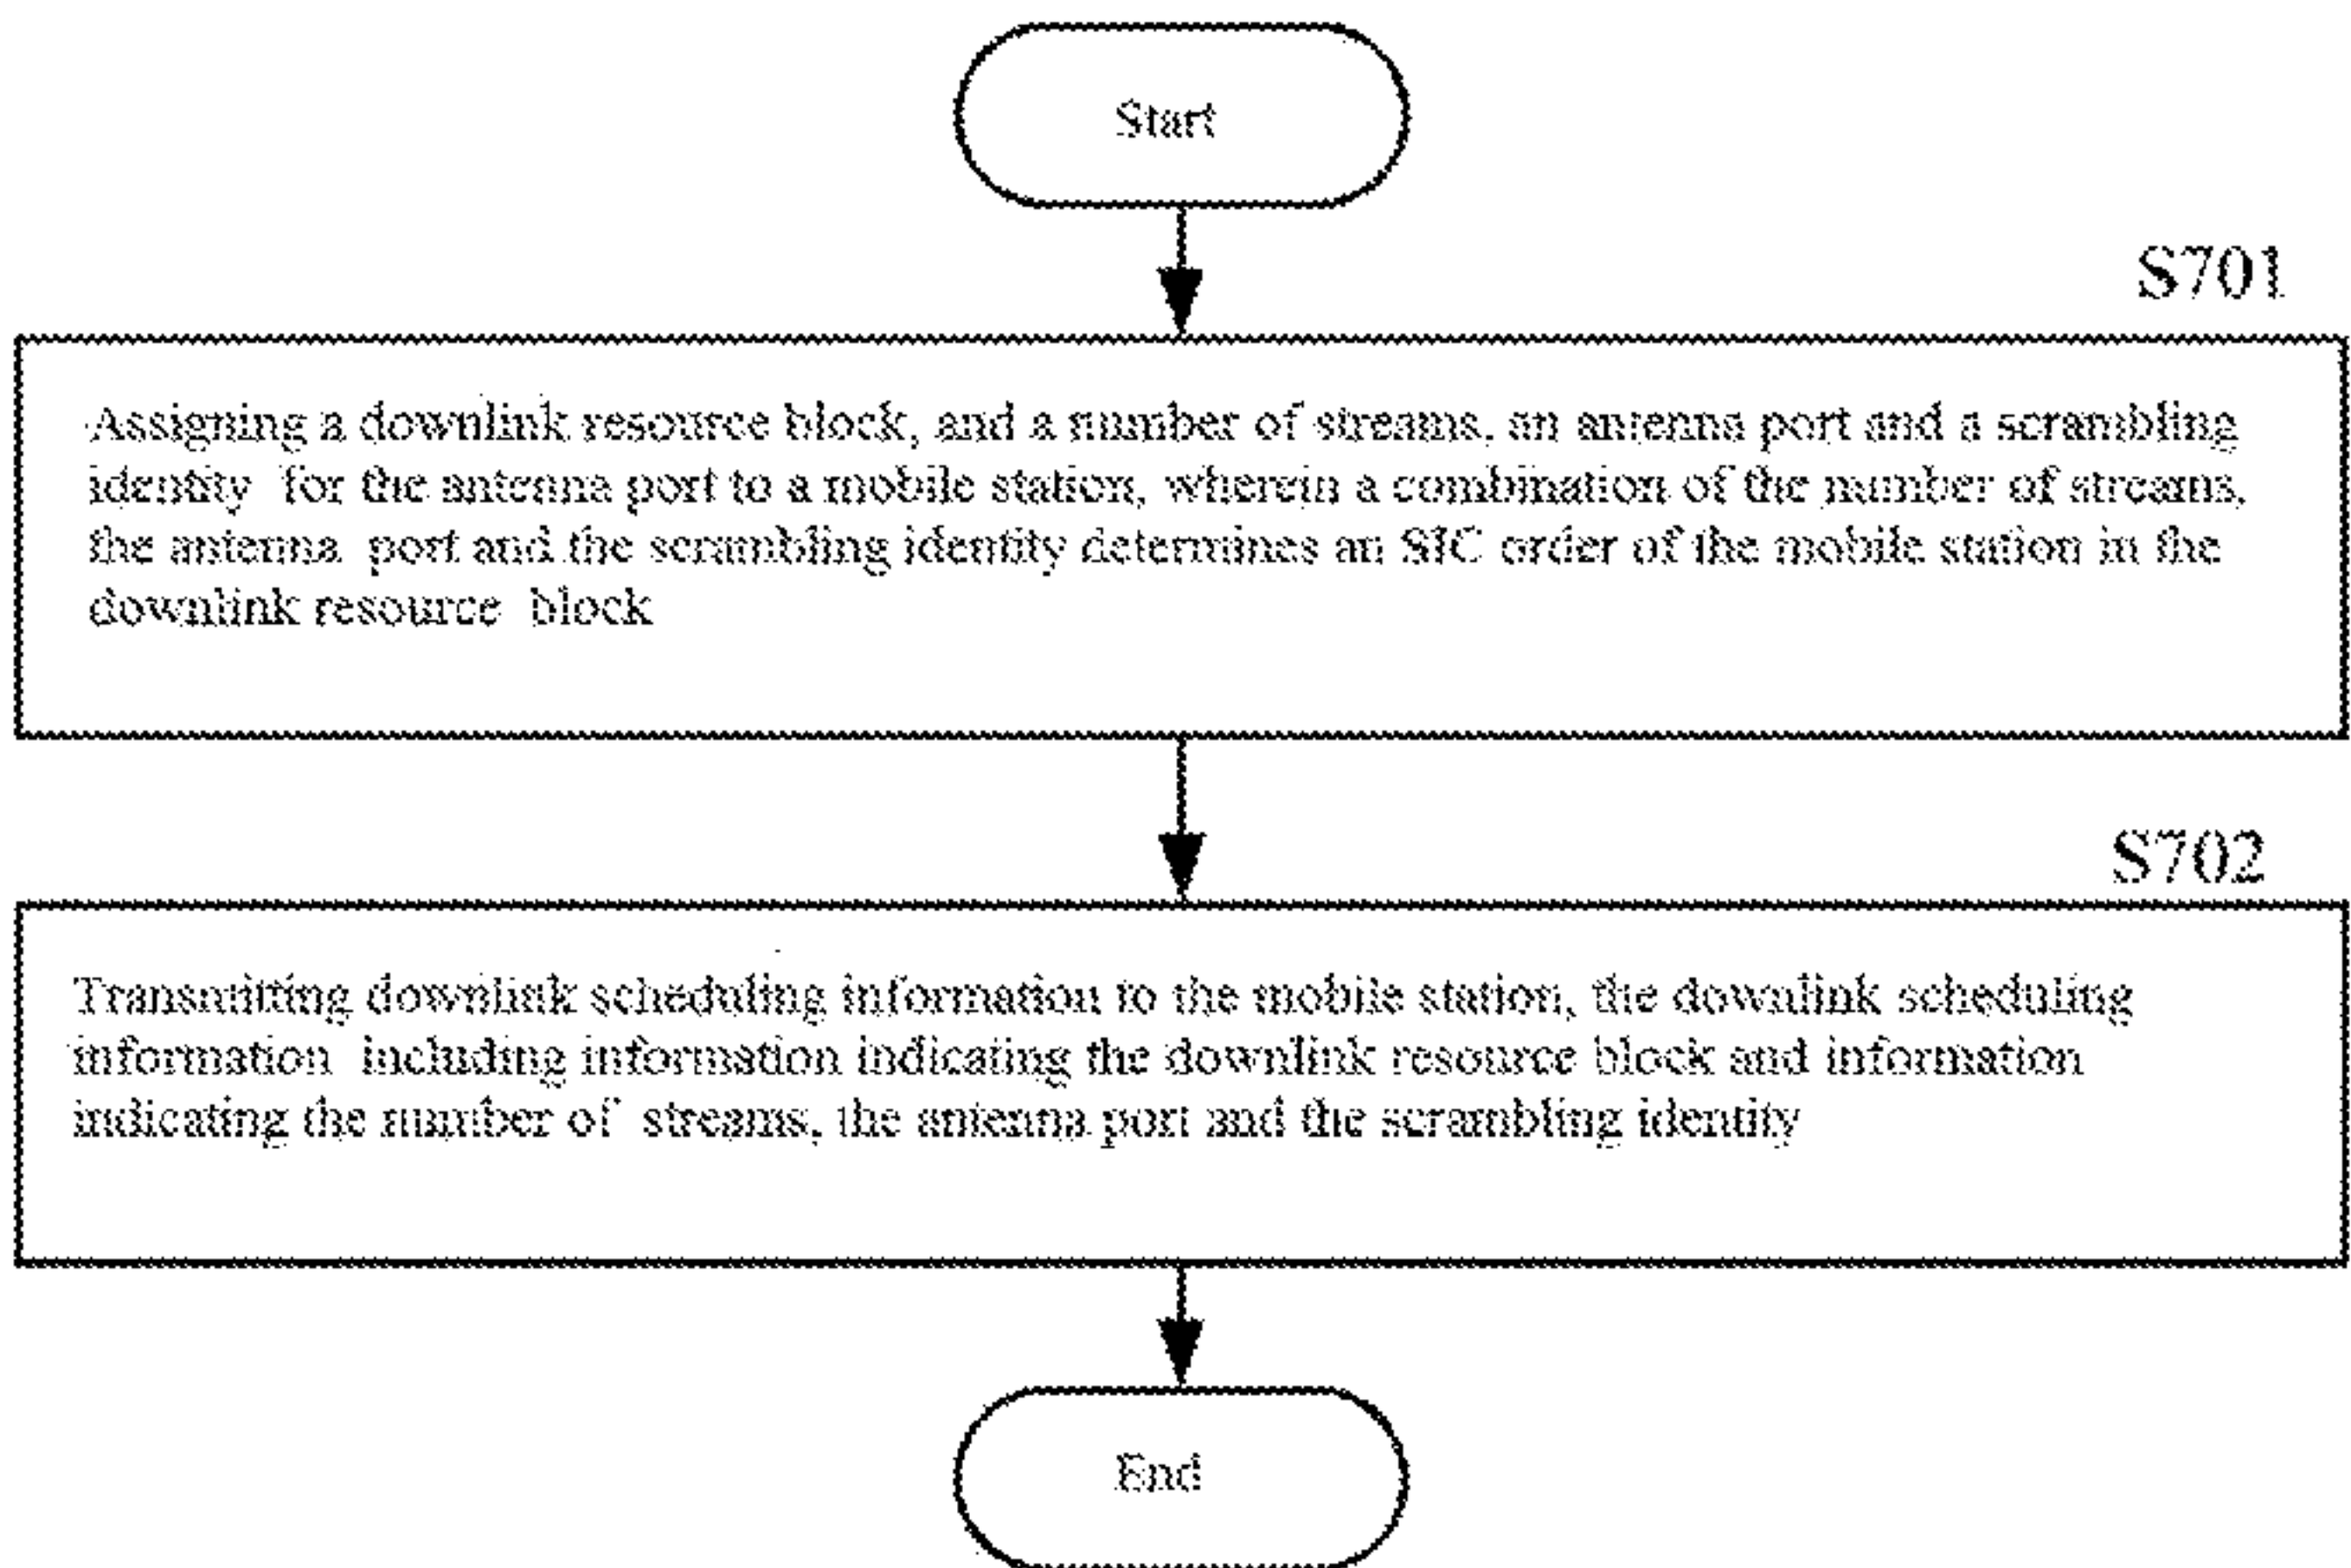 Start
S701
Assigning a downlink resource block, and a number of streams, an antenna port and a scrambling
identity for the antenna port to a mobile station, wherein a combination of the number of streams,
the antenna port and the scrambling identity determines an SIC order of the mobile station in the
downlink resource block
S702
Transmitting downlink scheduling information to the mobile station, the downlink scheduling
information including information indicating the downlink resource block and information
indicating the number of streams, the antenna port and the scrambling identity
End